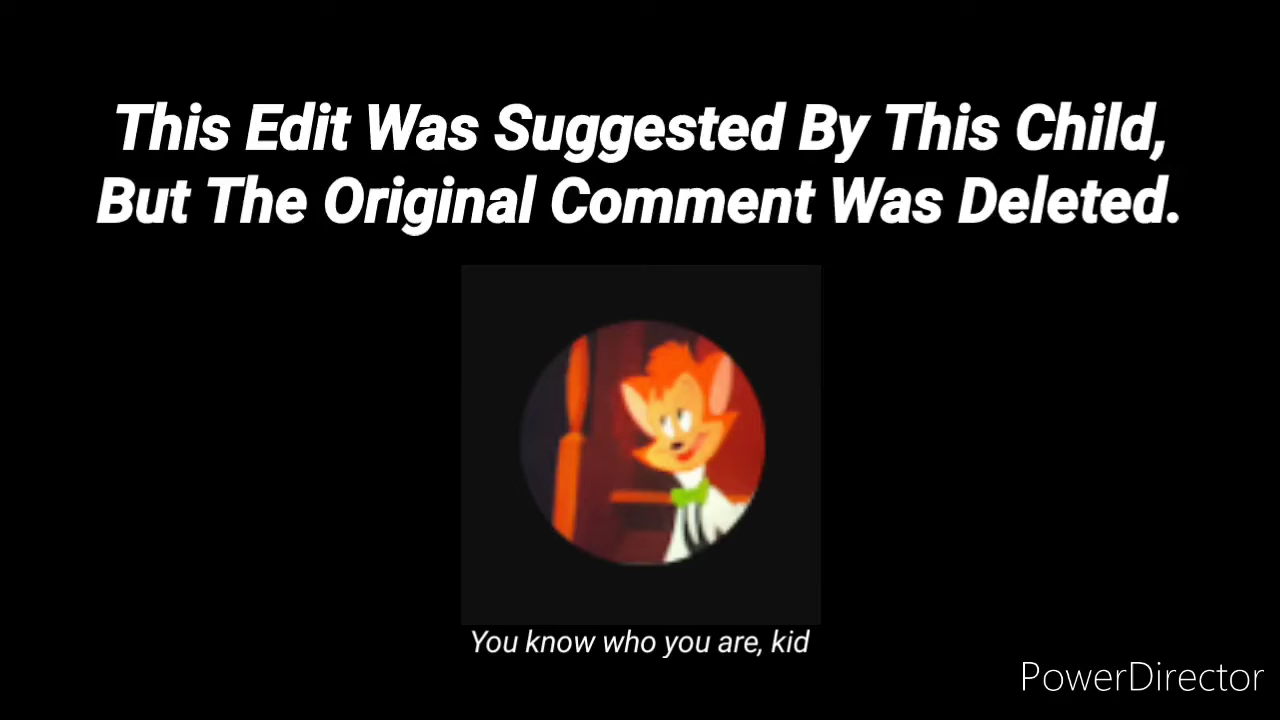 This Edit Was Suggested By This Child,
But The Original Comment Was Deleted.
You know who you are, kid
PowerDirector